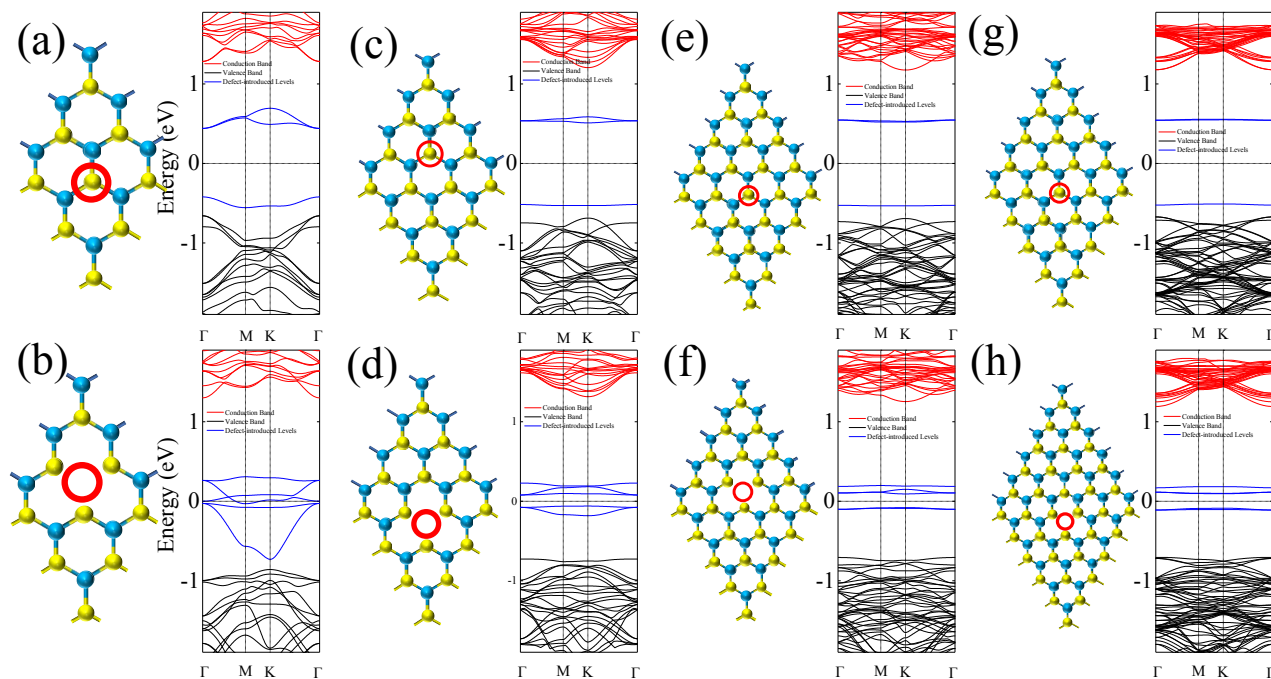 (a)
Conduction Band
Valence Band
Defect-introduced Levels
Energy (eV)
1
0
-1
Γ M K Γ
(c)
Conduction Band
Valence Band
Defect-introduced Levels
1
0
-1
Γ M K Γ
(e)
Conduction Band
Valence Band
Defect-introduced Levels
1
0
-1
Γ M K Γ
(g)
Conduction Band
Valence Band
Defect-introduced Levels
1
0
-1
Γ M K Γ
(b)
Conduction Band
Valence Band
Defect-introduced Levels
Energy (eV)
1
0
-1
Γ M K Γ
(d)
Conduction Band
Valence Band
Defect-introduced Levels
1
0
-1
Γ M K Γ
(f)
Conduction Band
Valence Band
Defect-introduced Levels
1
0
-1
Γ M K Γ
(h)
Conduction Band
Valence Band
Defect-introduced Levels
1
0
-1
Γ M K Γ